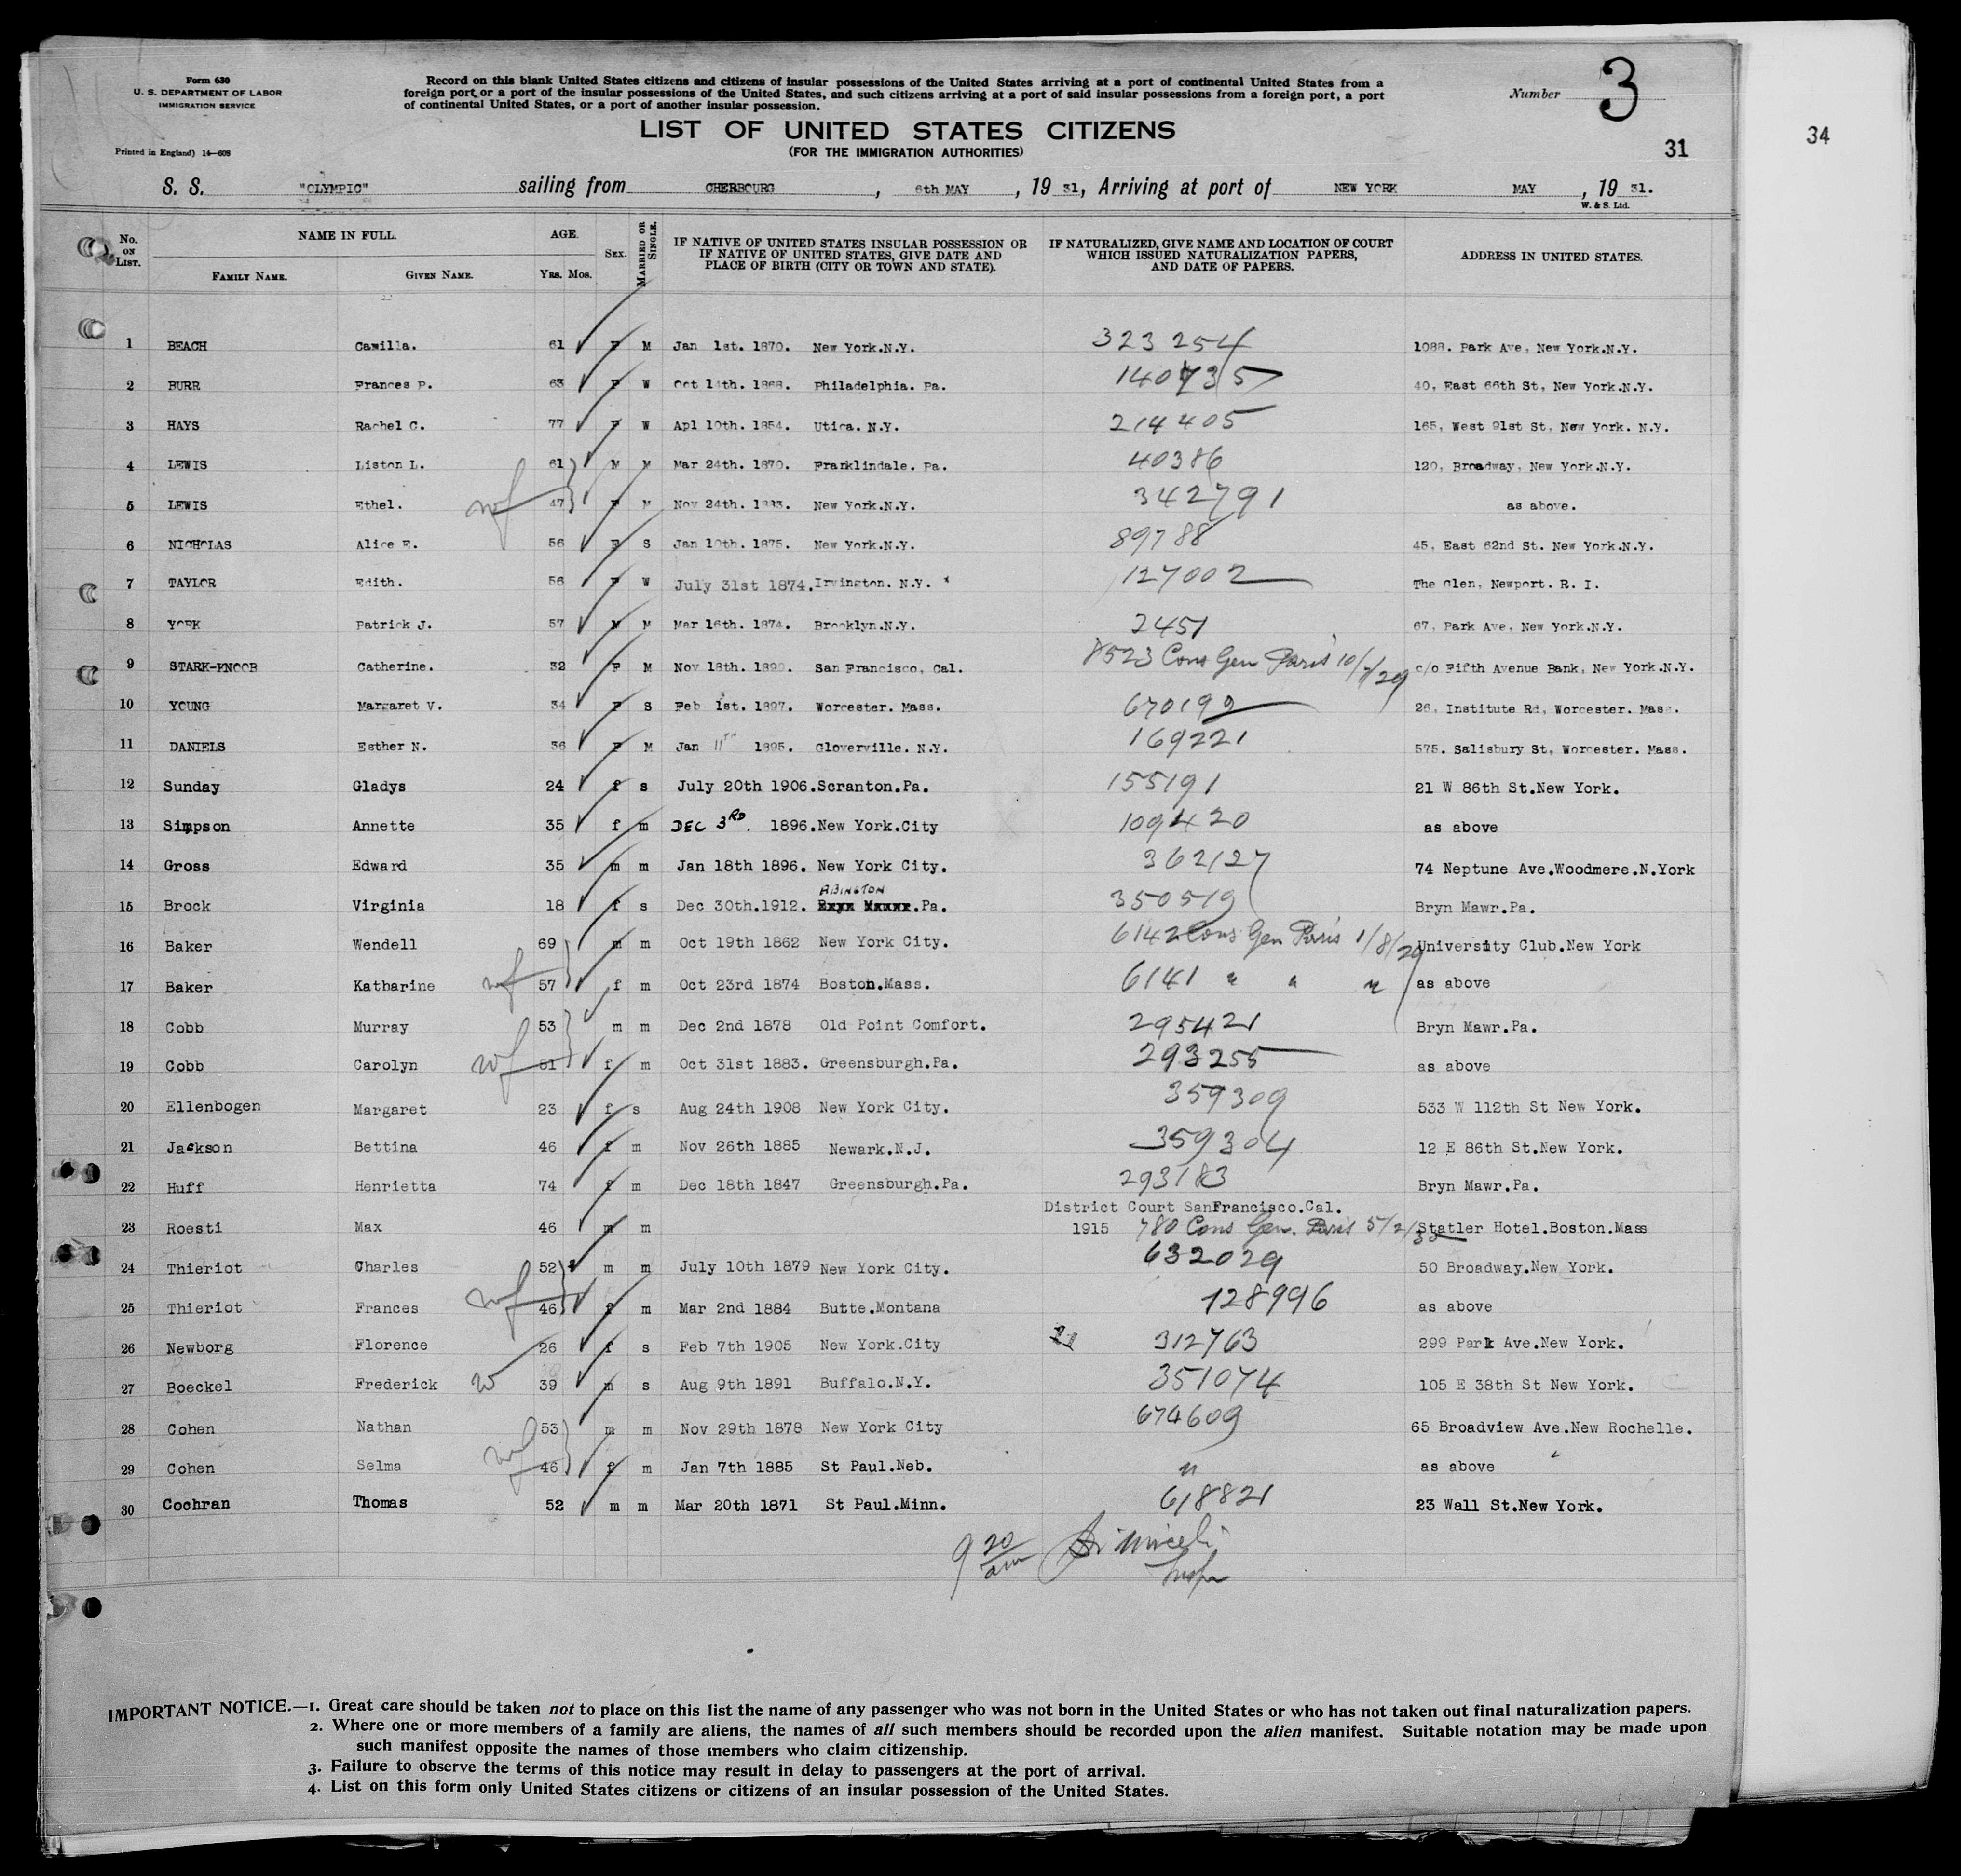 Form 630
U. S. DEPARTMENT OF LABOR
IMMIGRATION SERVICE
Printed in England) 14—608
Record on this blank United States citizens and citizens of insular possessions of the United States arriving at a port of continental United States from a
foreign port or a port of the insular possessions of the United States, and such citizens arriving at a port of said insular possessions from a foreign port, a port
of continental United States, or a port of another insular possession.
Number 3
LIST OF UNITED STATES CITIZENS
(FOR THE IMMIGRATION AUTHORITIES)
31
34
S. S. "OLYMPIC" sailing from CHERBOURG, 6th MAY, 19 31, Arriving at port of NEW YORK MAY, 19 31.
W. & S. Ltd.
No. on List. NAME IN FULL. Family Name. Given Name. AGE. Yrs. Mos. Sex. Married or Single. IF NATIVE OF UNITED STATES INSULAR POSSESSION OR IF NATIVE OF UNITED STATES, GIVE DATE AND PLACE OF BIRTH (CITY OR TOWN AND STATE). IF NATURALIZED, GIVE NAME AND LOCATION OF COURT WHICH ISSUED NATURALIZATION PAPERS, AND DATE OF PAPERS. ADDRESS IN UNITED STATES.
1 BEACH Camilla. 61 F M Jan 1st. 1870. New York.N.Y. 323254 1088. Park Ave, New York.N.Y.
2 BURR Frances P. 63 F W Oct 14th. 1868. Philadelphia. Pa. 140735 40, East 66th St, New York.N.Y.
3 HAYS Rachel C. 77 F W Apl 10th. 1854. Utica. N.Y. 214405 165, West 91st St, New York. N.Y.
4 LEWIS Liston L. 61 M M Mar 24th. 1870. Franklindale. Pa. 40386 120, Broadway, New York.N.Y.
5 LEWIS Ethel. wf 47 F M Nov 24th. 1883. New York.N.Y. 342791 as above.
6 NICHOLAS Alice E. 56 F S Jan 10th. 1875. New York.N.Y. 89788 45, East 62nd St. New York.N.Y.
7 TAYLOR Edith. 56 F W July 31st 1874. Irvington. N.Y. 127002 The Glen, Newport. R. I.
8 YORK Patrick J. 57 M M Mar 16th. 1874. Brooklyn.N.Y. 2451 67, Park Ave, New York.N.Y.
9 STARK-KNOOB Catherine. 32 F M Nov 18th. San Francisco, Cal. 8523 Cons Gen Paris 10/7/29 c/o Fifth Avenue Bank, New York.N.Y.
10 YOUNG Margaret V. 34 F S Feb 1st. 1897. Worcester. Mass. 670192 26, Institute Rd, Worcester. Mass.
11 DANIELS Esther N. 36 F M Jan 11TH 1895. Gloverville. N.Y. 169221 575. Salisbury St, Worcester. Mass.
12 Sunday Gladys 24 f s July 20th 1906. Scranton.Pa. 155191 21 W 86th St.New York.
13 Simpson Annette 35 f m DEC 3RD. 1896. New York.City 109420 as above
14 Gross Edward 35 m m Jan 18th 1896. New York City. 362127 74 Neptune Ave.Woodmere.N.York
15 Brock Virginia 18 f s Dec 30th.1912. ABINGTON .Pa. 350519 Bryn Mawr.Pa.
16 Baker Wendell 69 m m Oct 19th 1862 New York City. 6142 Cons Gen Paris 1/8/29 University Club.New York
17 Baker Katharine wf 57 f m Oct 23rd 1874 Boston.Mass. 6141 " " " as above
18 Cobb Murray 53 m m Dec 2nd 1878 Old Point Comfort. 295421 Bryn Mawr.Pa.
19 Cobb Carolyn wf 51 f m Oct 31st 1883. Greensburgh.Pa. 293255 as above
20 Ellenbogen Margaret 23 f s Aug 24th 1908 New York City. 359309 533 W 112th St New York.
21 Jackson Bettina 46 f m Nov 26th 1885 Newark.N.J. 359304 12 E 86th St.New York.
22 Huff Henrietta 74 f m Dec 18th 1847 Greensburgh.Pa. 293183 Bryn Mawr.Pa.
District Court SanFrancisco.Cal.
23 Roesti Max 46 m m 1915 780 Cons Gen. Paris 5/2/30 Statler Hotel.Boston.Mass
24 Thieriot Charles 52 m m July 10th 1879 New York City. 632029 50 Broadway.New York.
25 Thieriot Frances wf 46 f m Mar 2nd 1884 Butte.Montana 128996 as above
26 Newborg Florence 26 f s Feb 7th 1905 New York.City 312763 299 Park Ave.New York.
27 Boeckel Frederick w 39 m s Aug 9th 1891 Buffalo.N.Y. 351074 105 E 38th St New York.
28 Cohen Nathan 53 m m Nov 29th 1878 New York City 674609 65 Broadview Ave.New Rochelle.
29 Cohen Selma wf 46 f m Jan 7th 1885 St Paul.Neb. " as above
30 Cochran Thomas 52 m m Mar 20th 1871 St Paul.Minn. 618821 23 Wall St.New York.
9 20 am
Insp
IMPORTANT NOTICE.—1. Great care should be taken not to place on this list the name of any passenger who was not born in the United States or who has not taken out final naturalization papers.
2. Where one or more members of a family are aliens, the names of all such members should be recorded upon the alien manifest. Suitable notation may be made upon
such manifest opposite the names of those members who claim citizenship.
3. Failure to observe the terms of this notice may result in delay to passengers at the port of arrival.
4. List on this form only United States citizens or citizens of an insular possession of the United States.